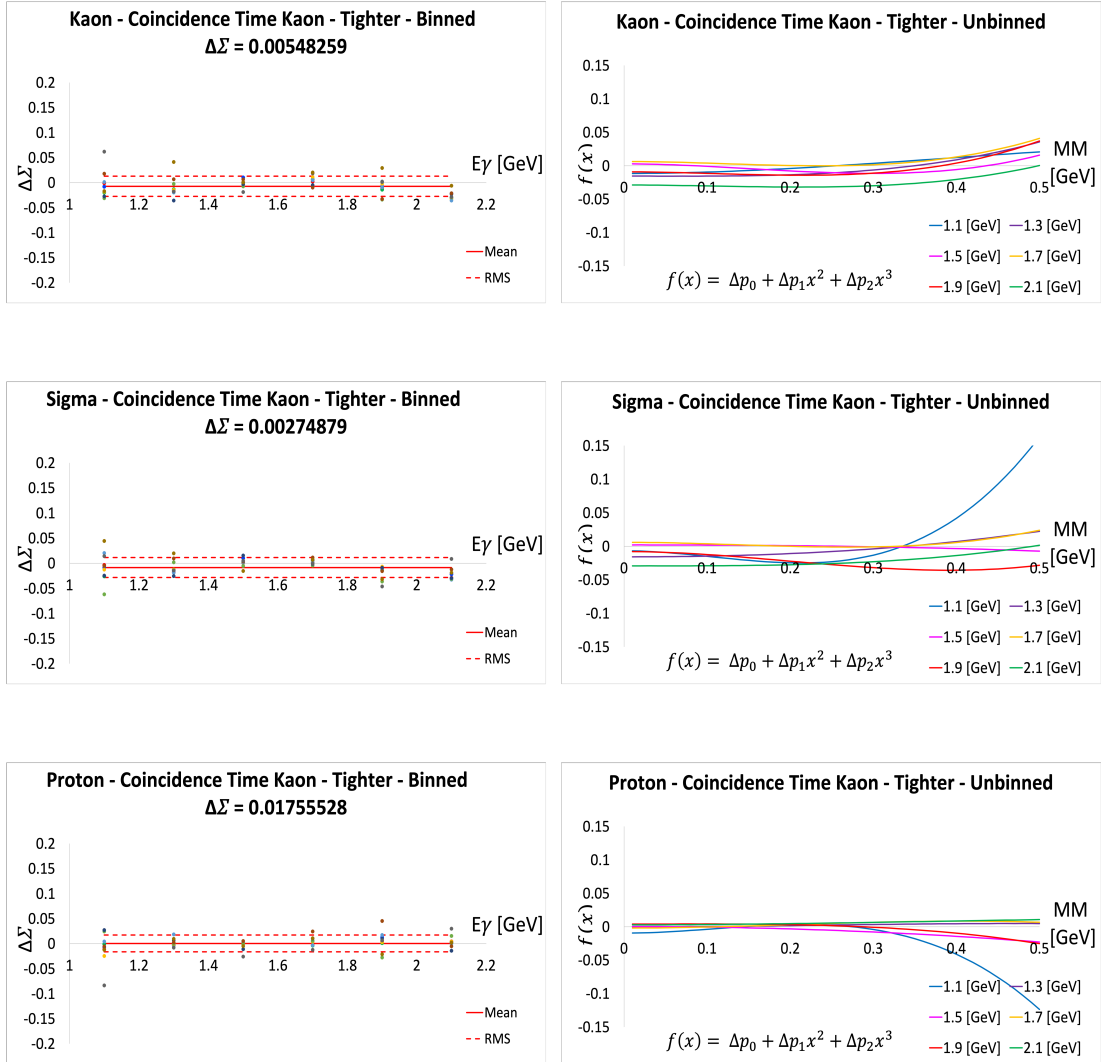 Kaon - Coincidence Time Kaon - Tighter - Binned
Δ𝛴 = 0.00548259
0.2
0.15
0.1
0.05
0
-0.05
-0.1
-0.15
-0.2
ΔΣ
1
1.2
1.4
1.6
1.8
2
2.2
Eγ [GeV]
Mean
RMS
Kaon - Coincidence Time Kaon - Tighter - Unbinned
0.15
0.1
0.05
0
-0.05
-0.1
-0.15
f(x)
0
0.1
0.2
0.3
0.4
0.5
MM
[GeV]
1.1 [GeV]
1.3 [GeV]
1.5 [GeV]
1.7 [GeV]
1.9 [GeV]
2.1 [GeV]
f(x) = Δp₀ + Δp₁x² + Δp₂x³
Sigma - Coincidence Time Kaon - Tighter - Binned
Δ𝛴 = 0.00274879
0.2
0.15
0.1
0.05
0
-0.05
-0.1
-0.15
-0.2
ΔΣ
1
1.2
1.4
1.6
1.8
2
2.2
Eγ [GeV]
Mean
RMS
Sigma - Coincidence Time Kaon - Tighter - Unbinned
0.15
0.1
0.05
0
-0.05
-0.1
-0.15
f(x)
0
0.1
0.2
0.3
0.4
0.5
MM
[GeV]
1.1 [GeV]
1.3 [GeV]
1.5 [GeV]
1.7 [GeV]
1.9 [GeV]
2.1 [GeV]
f(x) = Δp₀ + Δp₁x² + Δp₂x³
Proton - Coincidence Time Kaon - Tighter - Binned
Δ𝛴 = 0.01755528
0.2
0.15
0.1
0.05
0
-0.05
-0.1
-0.15
-0.2
ΔΣ
1
1.2
1.4
1.6
1.8
2
2.2
Eγ [GeV]
Mean
RMS
Proton - Coincidence Time Kaon - Tighter - Unbinned
0.15
0.1
0.05
0
-0.05
-0.1
-0.15
f(x)
0
0.1
0.2
0.3
0.4
0.5
MM
[GeV]
1.1 [GeV]
1.3 [GeV]
1.5 [GeV]
1.7 [GeV]
1.9 [GeV]
2.1 [GeV]
f(x) = Δp₀ + Δp₁x² + Δp₂x³